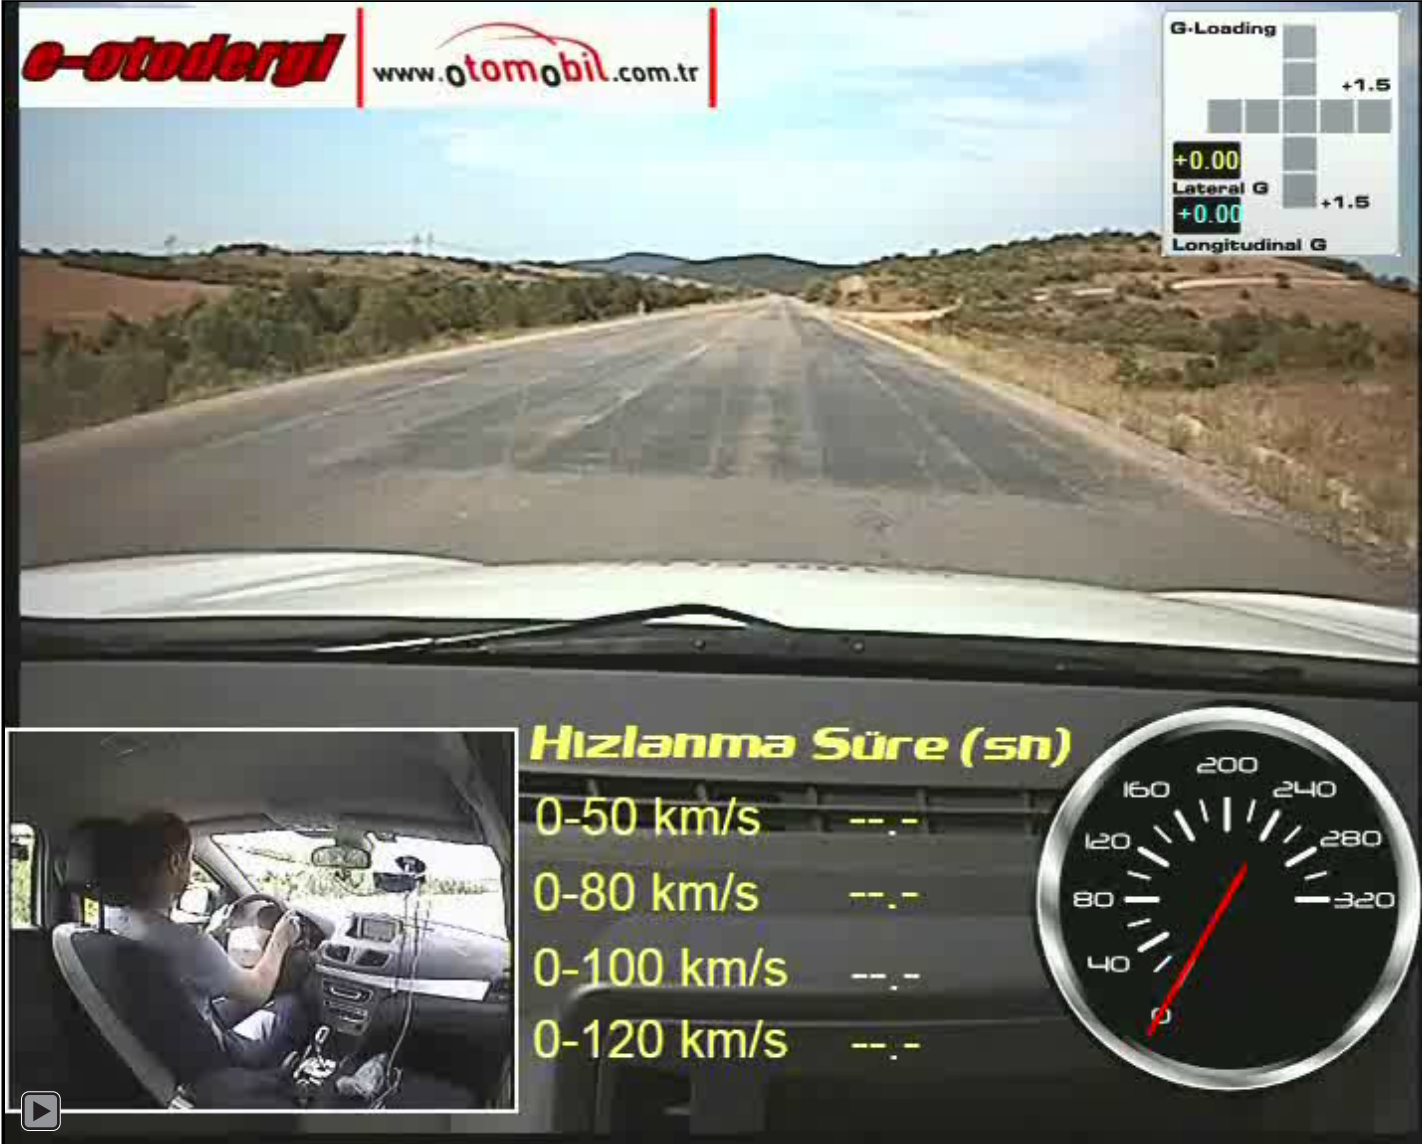 e-otodergi
www.otomobil.com.tr
G-Loading
+1.5
+0.00
Lateral G
+1.5
+0.00
Longitudinal G
Hızlanma Süre (sn)
0-50 km/s --.-
0-80 km/s --.-
0-100 km/s --.-
0-120 km/s --.-
200
160 240
120 280
80 320
40
0